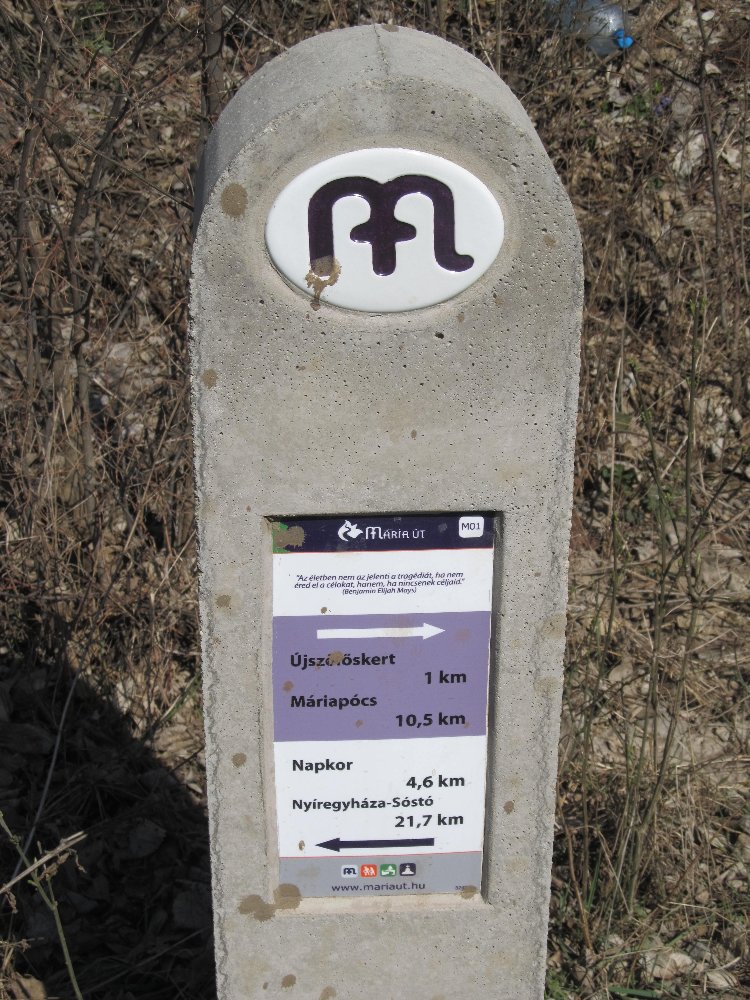 m
MÁRIA ÚT
M01
"Az életben nem az jelenti a tragédiát, ha nem
éred el a célokat, hanem, ha nincsenek céljaid."
(Benjamin Elijah Mays)
Újszőlőskert
1 km
Máriapócs
10,5 km
Napkor
4,6 km
Nyíregyháza-Sóstó
21,7 km
www.mariaut.hu